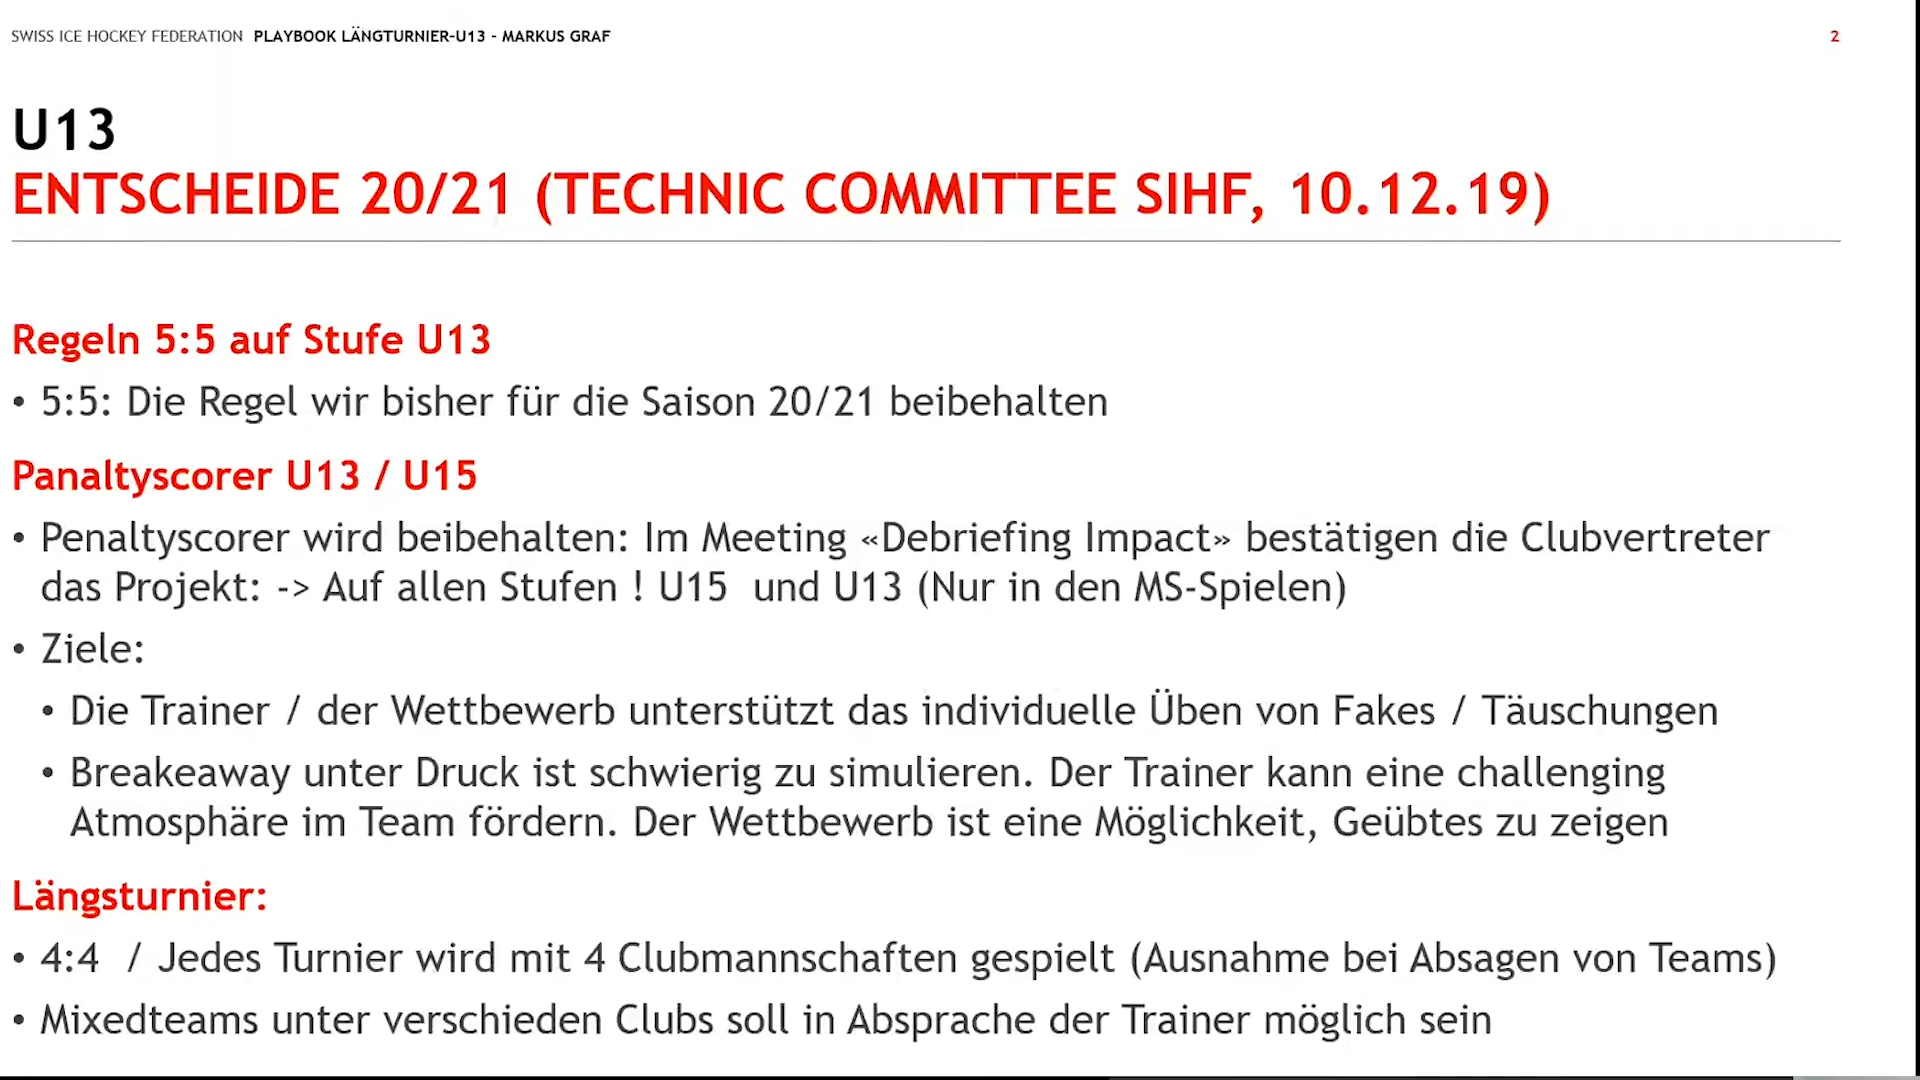 SWISS ICE HOCKEY FEDERATION PLAYBOOK LÄNGTURNIER-U13 - MARKUS GRAF
2
U13
ENTSCHEIDE 20/21 (TECHNIC COMMITTEE SIHF, 10.12.19)
Regeln 5:5 auf Stufe U13
• 5:5: Die Regel wir bisher für die Saison 20/21 beibehalten
Panaltyscorer U13 / U15
• Penaltyscorer wird beibehalten: Im Meeting «Debriefing Impact» bestätigen die Clubvertreter
das Projekt: -> Auf allen Stufen ! U15 und U13 (Nur in den MS-Spielen)
• Ziele:
• Die Trainer / der Wettbewerb unterstützt das individuelle Üben von Fakes / Täuschungen
• Breakeaway unter Druck ist schwierig zu simulieren. Der Trainer kann eine challenging
Atmosphäre im Team fördern. Der Wettbewerb ist eine Möglichkeit, Geübtes zu zeigen
Längsturnier:
• 4:4 / Jedes Turnier wird mit 4 Clubmannschaften gespielt (Ausnahme bei Absagen von Teams)
• Mixedteams unter verschieden Clubs soll in Absprache der Trainer möglich sein